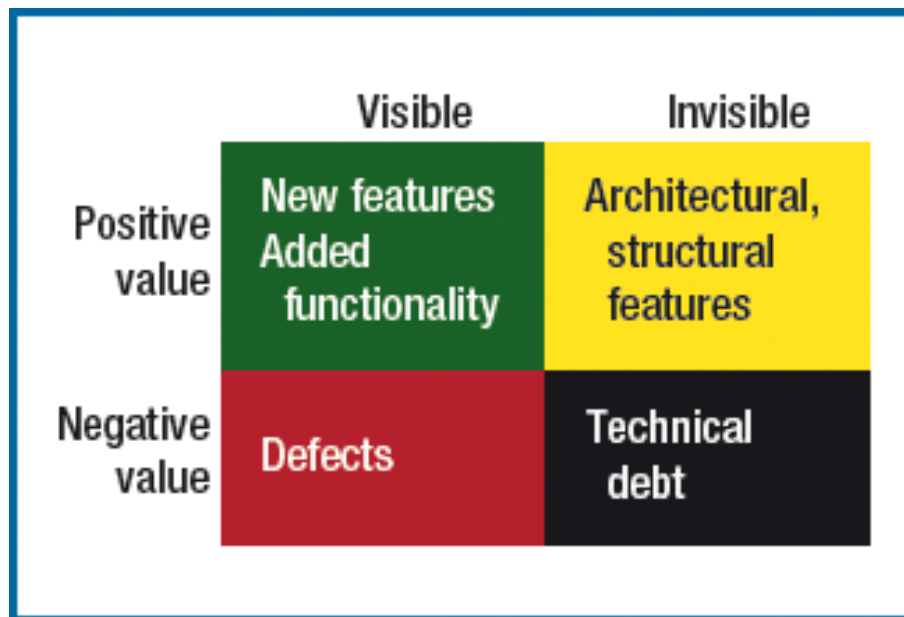 Visible Invisible
Positive
value
New features
Added
functionality
Architectural,
structural
features
Negative
value
Defects
Technical
debt